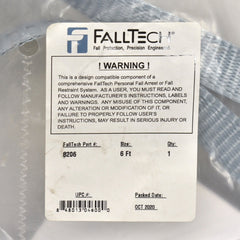 FALLTECH®
Fall Protection, Precision Engineered.
! WARNING !
This is a design compatible component of a
comprehensive FallTech Personal Fall Arrest or Fall
Restraint System. AS A USER, YOU MUST READ AND
FOLLOW MANUFACTURER'S INSTRUCTIONS, LABELS
AND WARNINGS. ANY MISUSE OF THIS COMPONENT,
ANY ALTERATION OR MODIFICATION OF IT, OR
FAILURE TO PROPERLY FOLLOW USER'S
INSTRUCTIONS, MAY RESULT IN SERIOUS INJURY OR
DEATH.
FallTech Part #: Size: Qty:
8206 6 Ft 1
UPC #: Packed Date:
OCT 2020